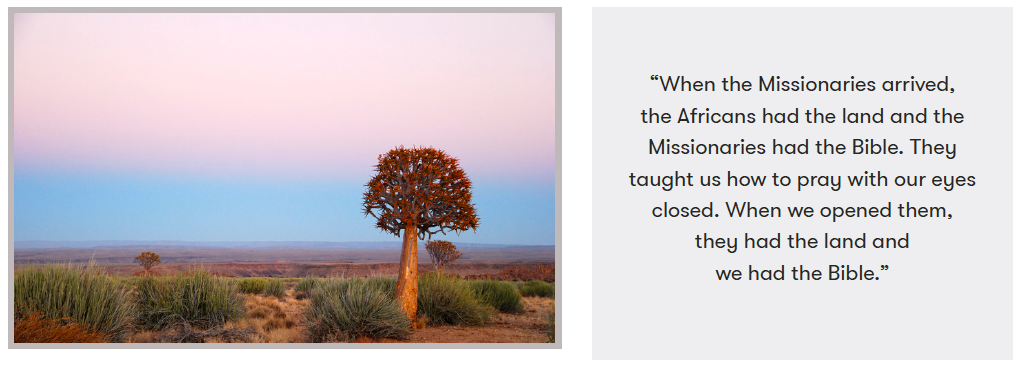 “When the Missionaries arrived,
the Africans had the land and the
Missionaries had the Bible. They
taught us how to pray with our eyes
closed. When we opened them,
they had the land and
we had the Bible.”